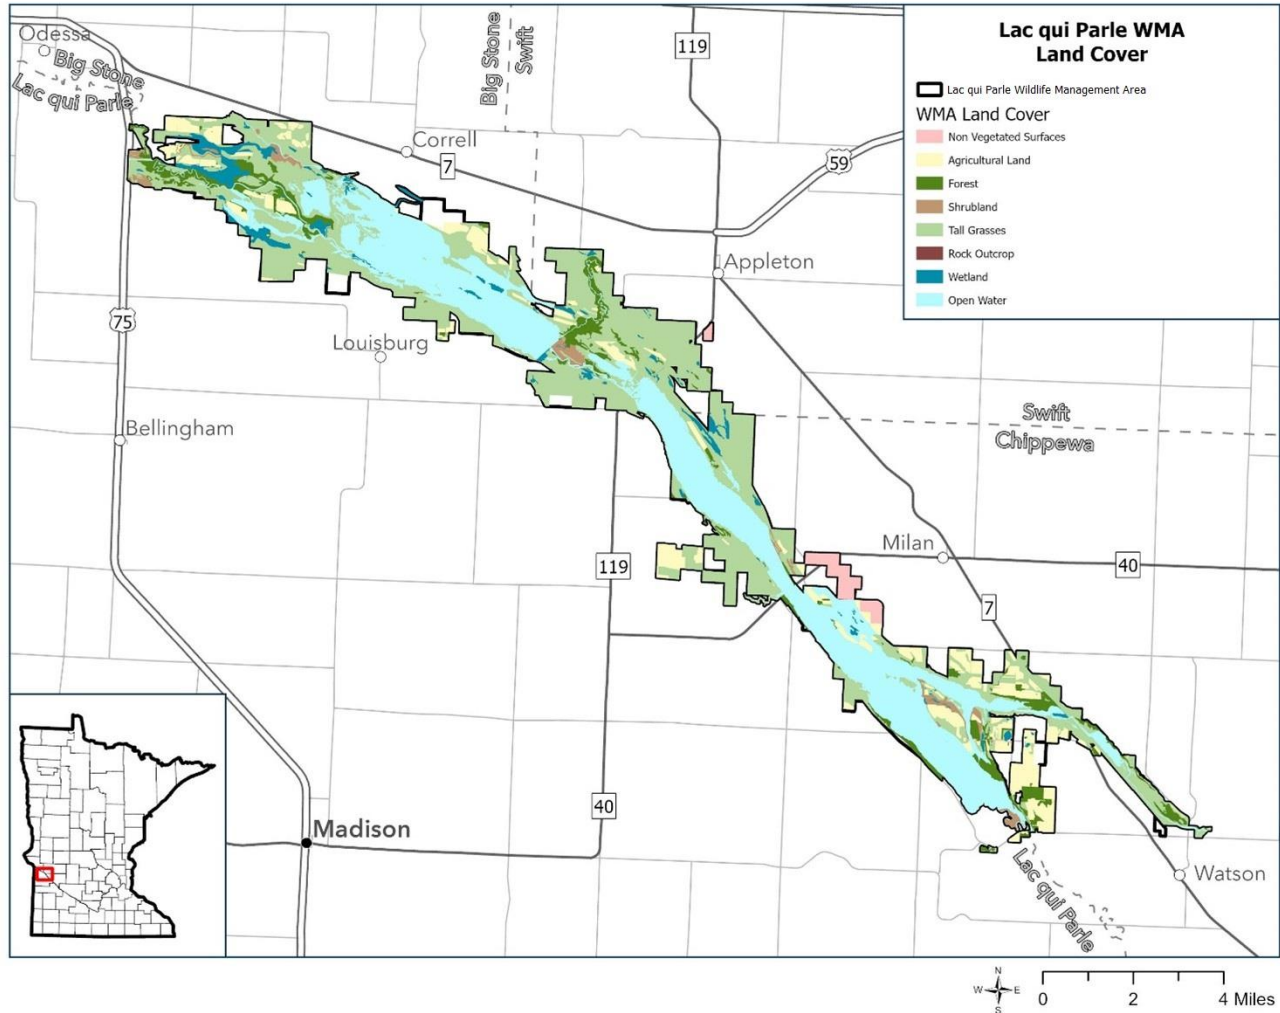 Lac qui Parle WMA
Land Cover
Lac qui Parle Wildlife Management Area
WMA Land Cover
Non Vegetated Surfaces
Agricultural Land
Forest
Shrubland
Tall Grasses
Rock Outcrop
Wetland
Open Water
Odessa
Big Stone
Lac qui Parle
Big Stone
Swift
119
Correll
7
59
Appleton
75
Louisburg
Bellingham
Swift
Chippewa
Milan
40
119
7
40
Madison
Watson
Lac qui Parle
N
W E
S
0 2 4 Miles